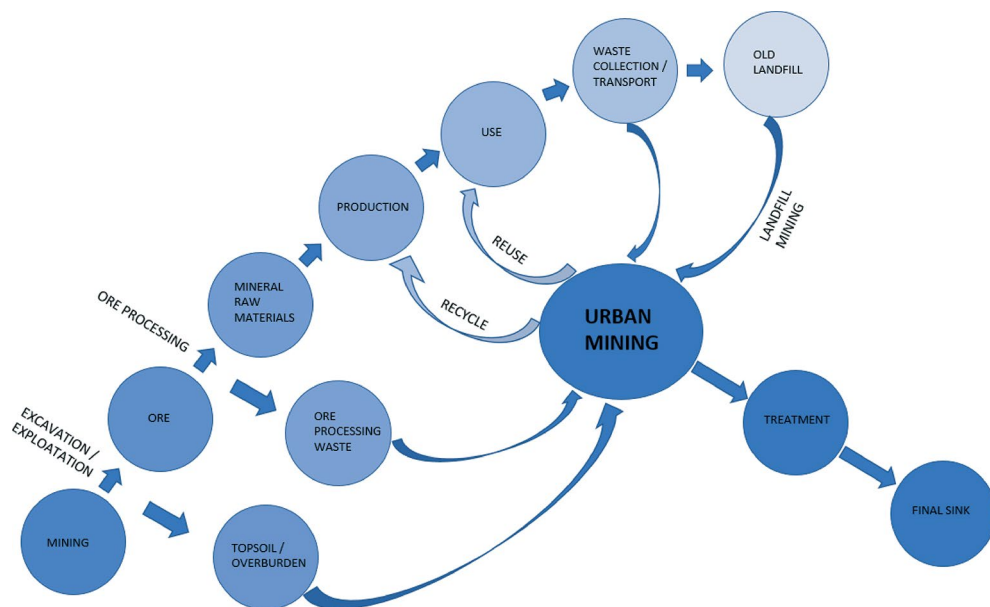 WASTE
COLLECTION /
TRANSPORT
OLD
LANDFILL
USE
PRODUCTION
LANDFILL
MINING
REUSE
MINERAL
RAW
MATERIALS
RECYCLE
URBAN
MINING
ORE PROCESSING
ORE
ORE
PROCESSING
WASTE
TREATMENT
EXCAVATION /
EXPLOATATION
MINING
TOPSOIL /
OVERBURDEN
FINAL SINK